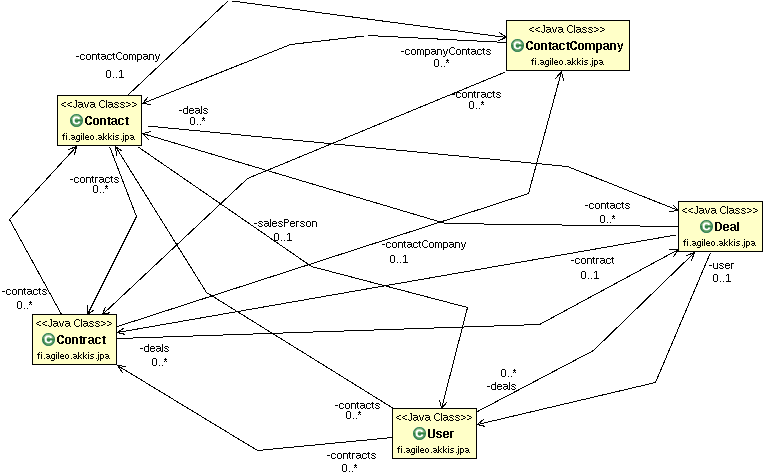 <<Java Class>>
C ContactCompany
fi.agileo.akkis.jpa
-contactCompany
0..1
-companyContacts
0..*
<<Java Class>>
C Contact
fi.agileo.akkis.jpa
-deals
0..*
-contracts
0..*
-contracts
0..*
-contacts
0..*
<<Java Class>>
C Deal
fi.agileo.akkis.jpa
-salesPerson
0..1
-contactCompany
0..1
-contract
0..1
-user
0..1
-contacts
0..*
<<Java Class>>
C Contract
fi.agileo.akkis.jpa
-deals
0..*
0..*
-deals
-contacts
0..*
<<Java Class>>
C User
fi.agileo.akkis.jpa
-contracts
0..*